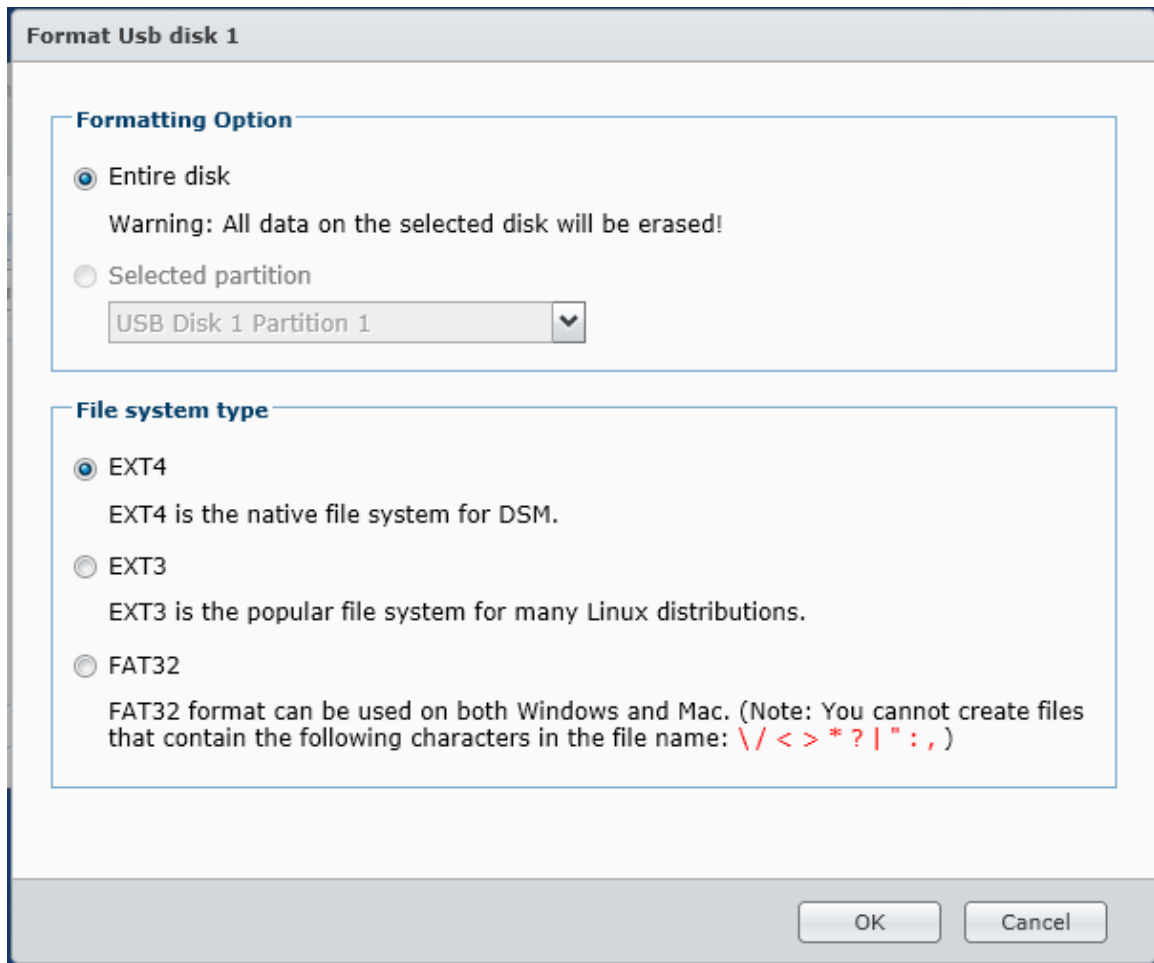 Format Usb disk 1
Formatting Option
Entire disk
Warning: All data on the selected disk will be erased!
Selected partition
USB Disk 1 Partition 1
File system type
EXT4
EXT4 is the native file system for DSM.
EXT3
EXT3 is the popular file system for many Linux distributions.
FAT32
FAT32 format can be used on both Windows and Mac. (Note: You cannot create files
that contain the following characters in the file name: \ / < > * ? | " : , )
OK Cancel